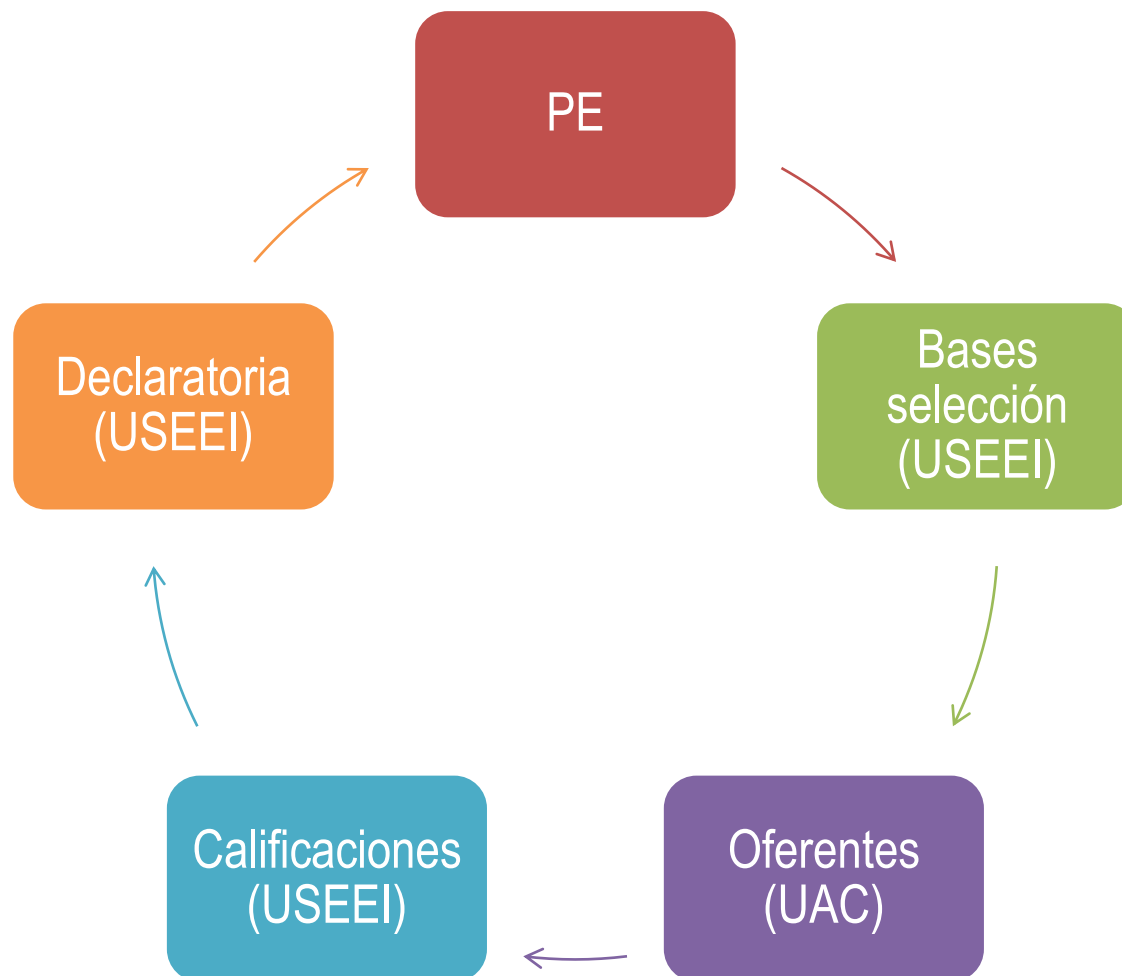 PE
Bases
selección
(USEEI)
Oferentes
(UAC)
Calificaciones
(USEEI)
Declaratoria
(USEEI)